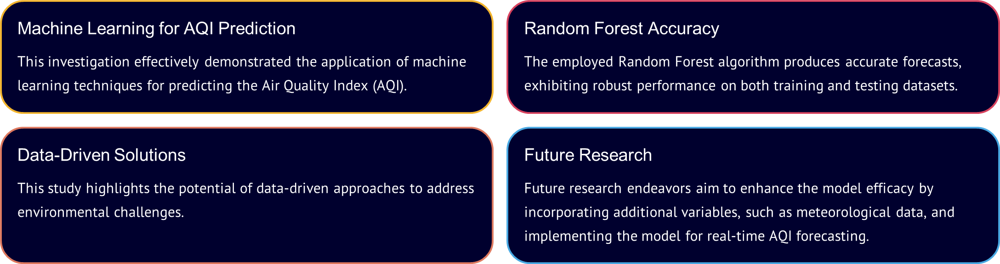 Machine Learning for AQI Prediction
This investigation effectively demonstrated the application of machine
learning techniques for predicting the Air Quality Index (AQI).
Random Forest Accuracy
The employed Random Forest algorithm produces accurate forecasts,
exhibiting robust performance on both training and testing datasets.
Data-Driven Solutions
This study highlights the potential of data-driven approaches to address
environmental challenges.
Future Research
Future research endeavors aim to enhance the model efficacy by
incorporating additional variables, such as meteorological data, and
implementing the model for real-time AQI forecasting.